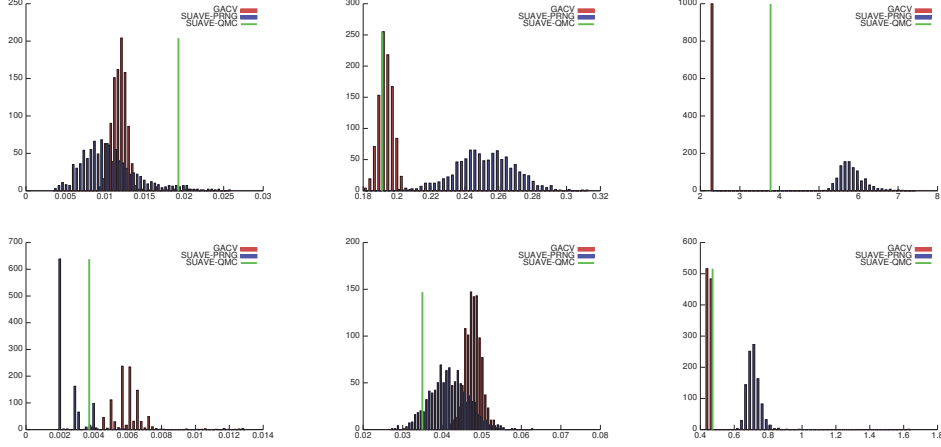 GACV
SUAVE-PRNG
SUAVE-QMC
250
200
150
100
50
0
0 0.005 0.01 0.015 0.02 0.025 0.03
GACV
SUAVE-PRNG
SUAVE-QMC
300
250
200
150
100
50
0
0.18 0.2 0.22 0.24 0.26 0.28 0.3 0.32
GACV
SUAVE-PRNG
SUAVE-QMC
1000
800
600
400
200
0
2 3 4 5 6 7 8
GACV
SUAVE-PRNG
SUAVE-QMC
700
600
500
400
300
200
100
0
0 0.002 0.004 0.006 0.008 0.01 0.012 0.014
GACV
SUAVE-PRNG
SUAVE-QMC
200
150
100
50
0
0.02 0.03 0.04 0.05 0.06 0.07 0.08
GACV
SUAVE-PRNG
SUAVE-QMC
600
500
400
300
200
100
0
0.4 0.6 0.8 1 1.2 1.4 1.6 1.8